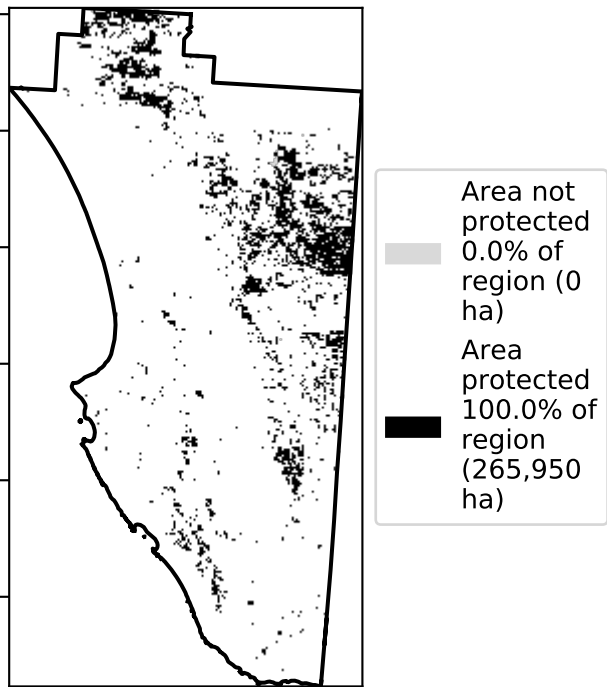 Area not
protected
0.0% of
region (0
ha)
Area
protected
100.0% of
region
(265,950
ha)